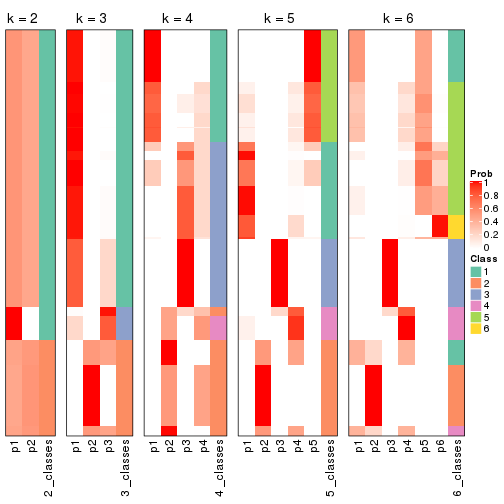 k = 2
k = 3
k = 4
k = 5
k = 6
p1
p2
2_classes
p1
p2
p3
3_classes
p1
p2
p3
p4
4_classes
p1
p2
p3
p4
p5
5_classes
p1
p2
p3
p4
p5
p6
6_classes
Prob
1
0.8
0.6
0.4
0.2
0
Class
1
2
3
4
5
6